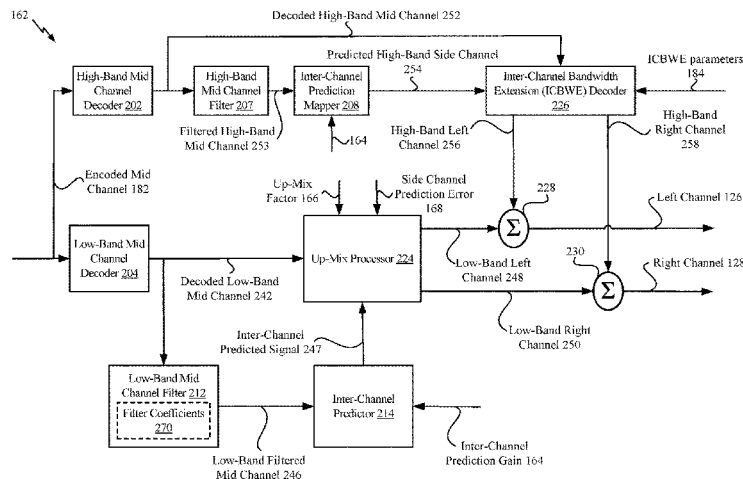 162
Decoded High-Band Mid Channel 252
Predicted High-Band Side Channel
254
ICBWE parameters
184
High-Band Mid
Channel
Decoder 202
High-Band
Mid Channel
Filter 207
Inter-Channel
Prediction
Mapper 208
Inter-Channel Bandwidth
Extension (ICBWE) Decoder
226
Filtered High-Band
Mid Channel 253
164
High-Band Left
Channel 256
High-Band
Right Channel
258
Encoded Mid
Channel 182
Up-Mix
Factor 166
Side Channel
Prediction Error
168
228
Σ
Left Channel 126
Low-Band Mid
Channel
Decoder 204
Decoded Low-Band
Mid Channel 242
Up-Mix Processor 224
Low-Band Left
Channel 248
230
Σ
Right Channel 128
Inter-Channel
Predicted Signal 247
Low-Band Right
Channel 250
Low-Band Mid
Channel Filter 212
Filter Coefficients
270
Inter-Channel
Predictor 214
Low-Band Filtered
Mid Channel 246
Inter-Channel
Prediction Gain 164